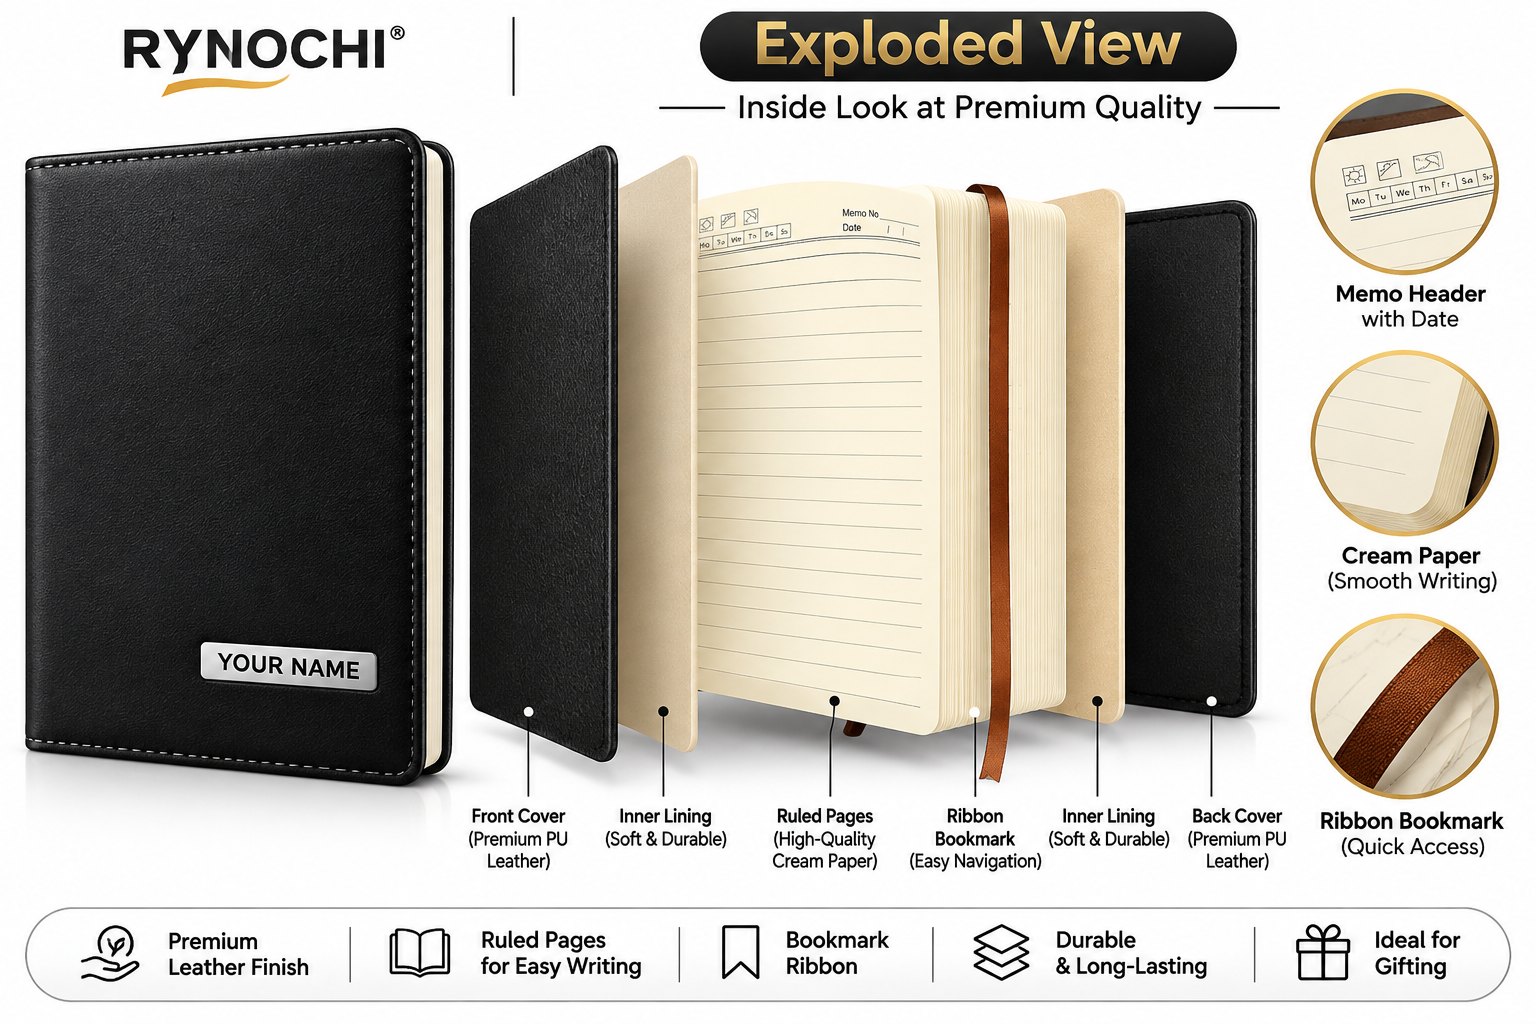 RYNOCHI®
Exploded View
Inside Look at Premium Quality
YOUR NAME
Memo No
Date / |
Mo Tu We Th Fr Sa
Memo Header
with Date
Cream Paper
(Smooth Writing)
Ribbon Bookmark
(Quick Access)
Front Cover
(Premium PU
Leather)
Inner Lining
(Soft & Durable)
Ruled Pages
(High-Quality
Cream Paper)
Ribbon
Bookmark
(Easy Navigation)
Inner Lining
(Soft & Durable)
Back Cover
(Premium PU
Leather)
Premium
Leather Finish
Ruled Pages
for Easy Writing
Bookmark
Ribbon
Durable
& Long-Lasting
Ideal for
Gifting